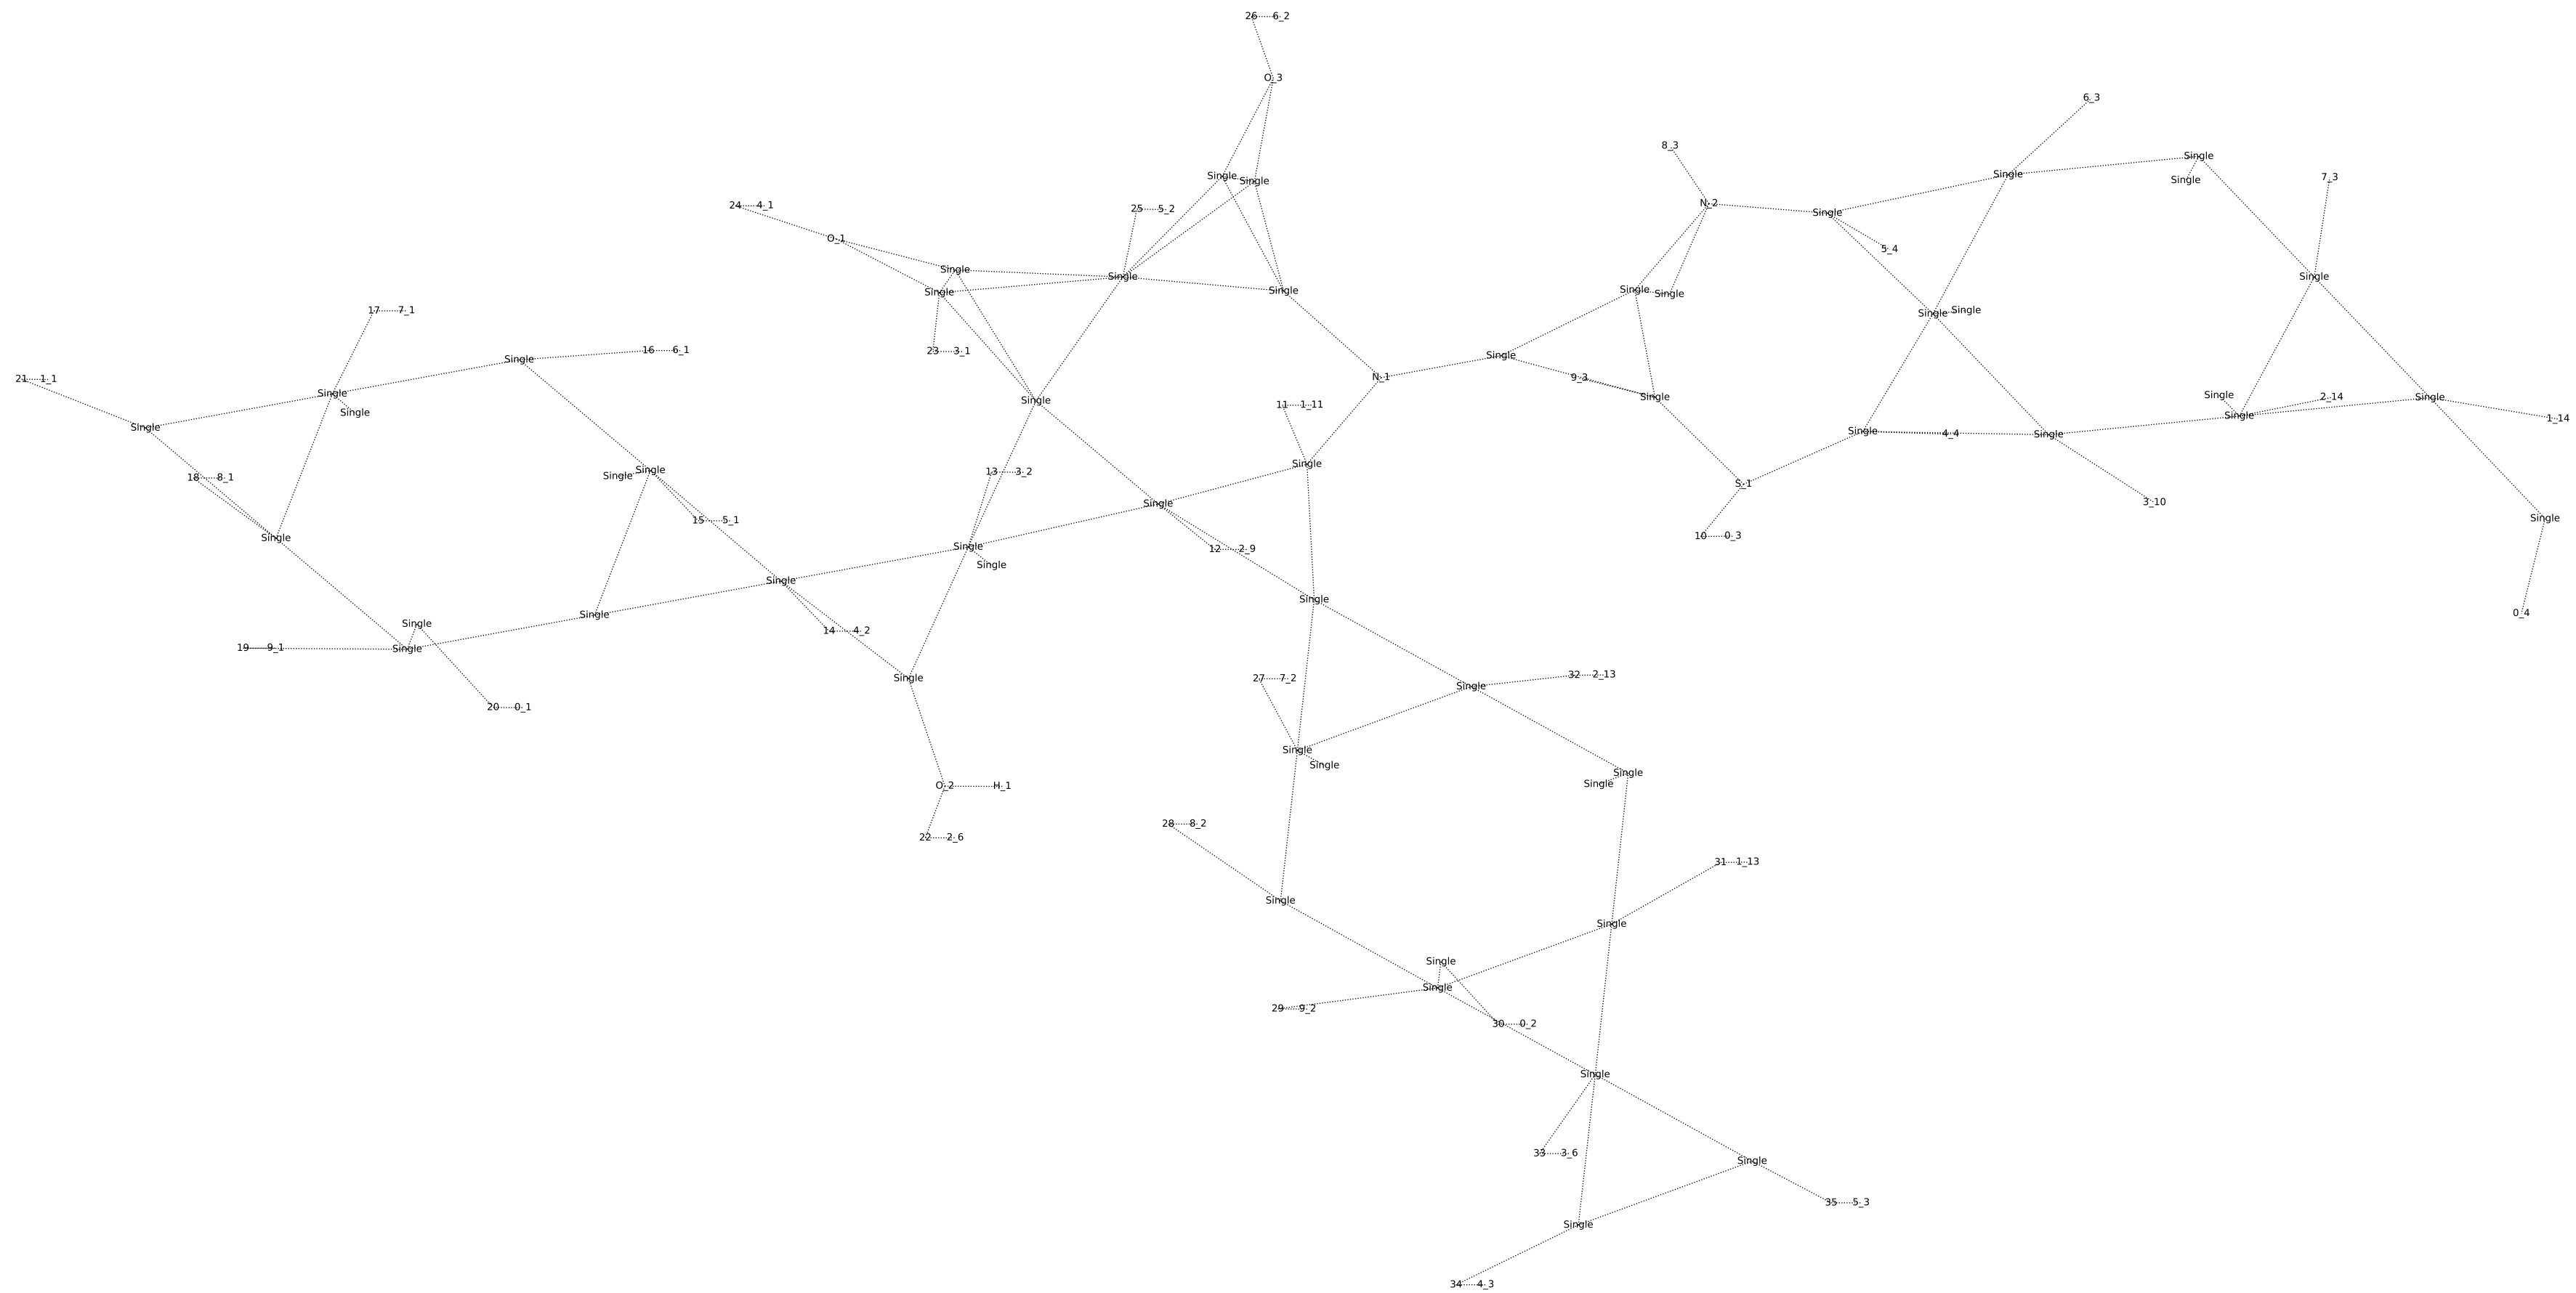 26 6_2
O_3
6_3
8_3
Single
Single Single
Single Single
7_3
24 4_1
N_2
25 5_2
Single
O_1
5_4
Single
Single
Single
Single
Single Single Single
17 7_1
Single Single
16 6_1
23 3_1
Single
Single
21 1_1
N_1
9_3
Single
Single
Single
Single
2_14
Single
Single
11 1_11
Single
Single
1_14
Single
Single
4_4
Single
Single
Single
13 3_2
Single
18 8_1
S_1
3_10
Single
15 5_1
Single
10 0_3
Single
Single
12 2_9
Single
Single
Single
0_4
Single
Single
19 9_1
Single
32 2_13
Single
27 7_2
Single
20 0_1
14 4_2
Single
Single
Single
Single
O_2 H_1
28 8_2
22 2_6
31 1_13
Single
Single
Single
Single
29 9_2
30 0_2
Single
33 3_6
Single
35 5_3
Single
34 4_3